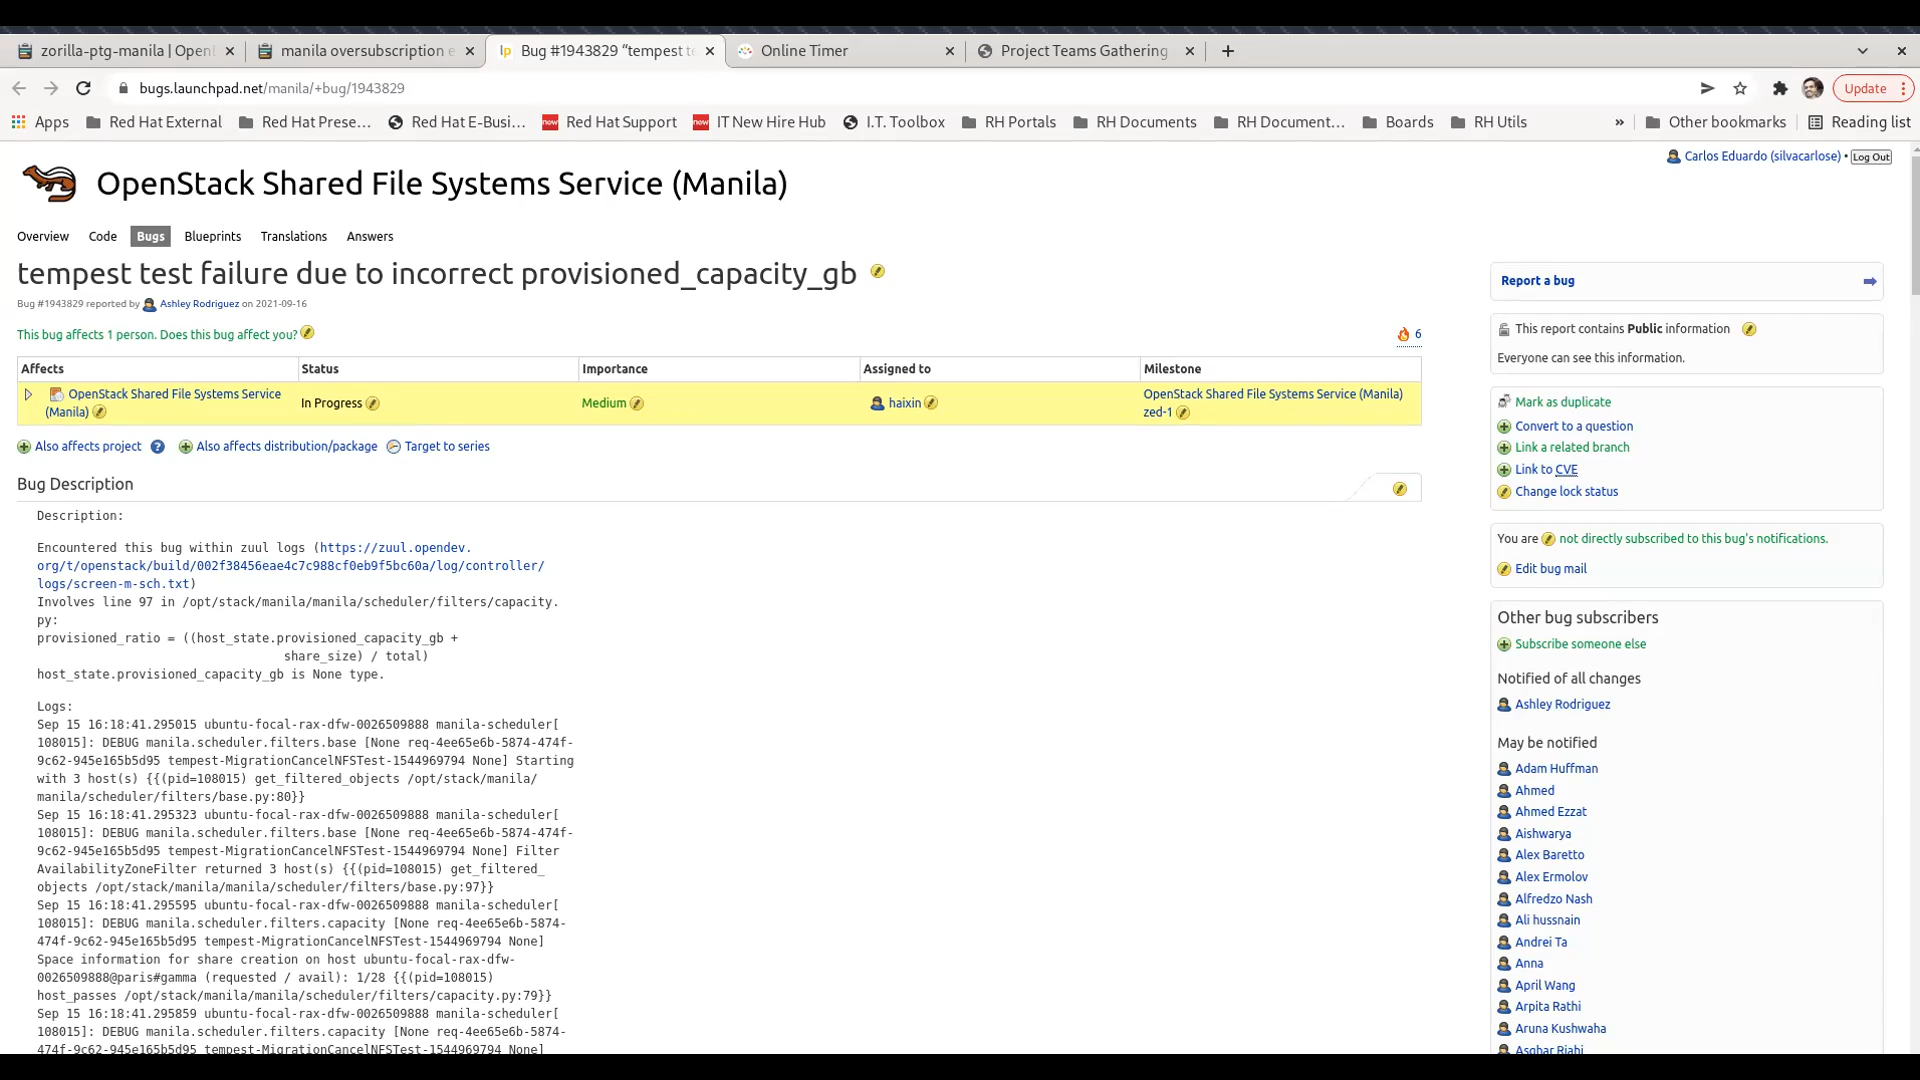 zorilla-ptg-manila | Open
manila oversubscription e
Bug #1943829 “tempest te
Online Timer
Project Teams Gathering
bugs.launchpad.net/manila/+bug/1943829
Update
Apps
Red Hat External
Red Hat Prese...
Red Hat E-Busi...
Red Hat Support
IT New Hire Hub
I.T. Toolbox
RH Portals
RH Documents
RH Document...
Boards
RH Utils
»
Other bookmarks
Reading list
Carlos Eduardo (silvacarlose) • Log Out
OpenStack Shared File Systems Service (Manila)
Overview Code Bugs Blueprints Translations Answers
tempest test failure due to incorrect provisioned_capacity_gb
Bug #1943829 reported by Ashley Rodriguez on 2021-09-16
This bug affects 1 person. Does this bug affect you?
6
Affects Status Importance Assigned to Milestone
OpenStack Shared File Systems Service (Manila)
In Progress
Medium
haixin
OpenStack Shared File Systems Service (Manila)
zed-1
Also affects project Also affects distribution/package Target to series
Bug Description
Description:
Encountered this bug within zuul logs (https://zuul.opendev.
org/t/openstack/build/002f38456eae4c7c988cf0eb9f5bc60a/log/controller/
logs/screen-m-sch.txt)
Involves line 97 in /opt/stack/manila/manila/scheduler/filters/capacity.
py:
provisioned_ratio = ((host_state.provisioned_capacity_gb +
share_size) / total)
host_state.provisioned_capacity_gb is None type.
Logs:
Sep 15 16:18:41.295015 ubuntu-focal-rax-dfw-0026509888 manila-scheduler[
108015]: DEBUG manila.scheduler.filters.base [None req-4ee65e6b-5874-474f-
9c62-945e165b5d95 tempest-MigrationCancelNFSTest-1544969794 None] Starting
with 3 host(s) {{(pid=108015) get_filtered_objects /opt/stack/manila/
manila/scheduler/filters/base.py:80}}
Sep 15 16:18:41.295323 ubuntu-focal-rax-dfw-0026509888 manila-scheduler[
108015]: DEBUG manila.scheduler.filters.base [None req-4ee65e6b-5874-474f-
9c62-945e165b5d95 tempest-MigrationCancelNFSTest-1544969794 None] Filter
AvailabilityZoneFilter returned 3 host(s) {{(pid=108015) get_filtered_
objects /opt/stack/manila/manila/scheduler/filters/base.py:97}}
Sep 15 16:18:41.295595 ubuntu-focal-rax-dfw-0026509888 manila-scheduler[
108015]: DEBUG manila.scheduler.filters.capacity [None req-4ee65e6b-5874-
474f-9c62-945e165b5d95 tempest-MigrationCancelNFSTest-1544969794 None]
Space information for share creation on host ubuntu-focal-rax-dfw-
0026509888@paris#gamma (requested / avail): 1/28 {{(pid=108015)
host_passes /opt/stack/manila/manila/scheduler/filters/capacity.py:79}}
Sep 15 16:18:41.295859 ubuntu-focal-rax-dfw-0026509888 manila-scheduler[
108015]: DEBUG manila.scheduler.filters.capacity [None req-4ee65e6b-5874-
474f-9c62-945e165b5d95 tempest-MigrationCancelNFSTest-1544969794 None]
Report a bug
This report contains Public information
Everyone can see this information.
Mark as duplicate
Convert to a question
Link a related branch
Link to CVE
Change lock status
You are not directly subscribed to this bug's notifications.
Edit bug mail
Other bug subscribers
Subscribe someone else
Notified of all changes
Ashley Rodriguez
May be notified
Adam Huffman
Ahmed
Ahmed Ezzat
Aishwarya
Alex Baretto
Alex Ermolov
Alfredzo Nash
Ali hussnain
Andrei Ta
Anna
April Wang
Arpita Rathi
Aruna Kushwaha
Asghar Riahi